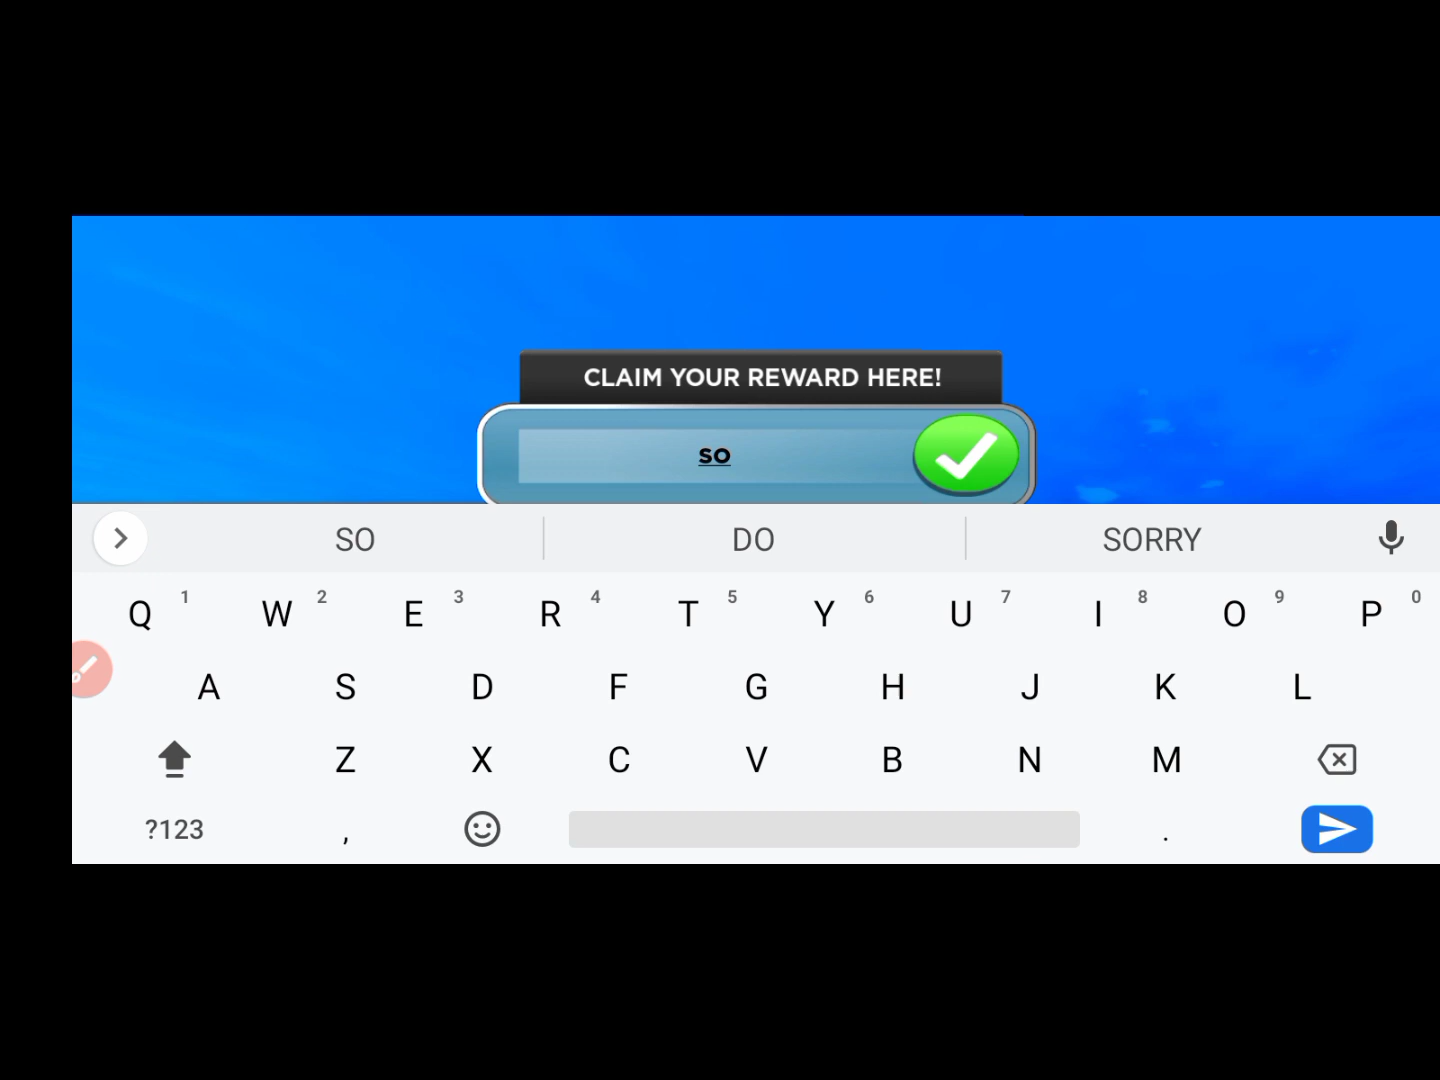 CLAIM YOUR REWARD HERE!
SO
SO DO SORRY
Q 1 W 2 E 3 R 4 T 5 Y 6 U 7 I 8 O 9 P 0
A S D F G H J K L
Z X C V B N M
?123 , .